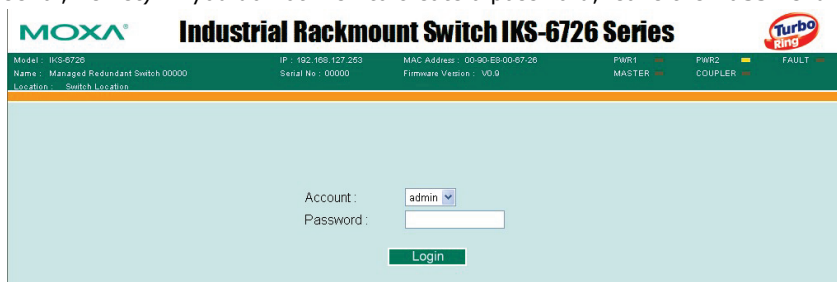 MOXA® Industrial Rackmount Switch IKS-6726 Series Turbo Ring
Model : IKS-6726 IP : 192.168.127.253 MAC Address : 00-90-E8-00-67-26 PWR1 PWR2 FAULT
Name : Managed Redundant Switch 00000 Serial No : 00000 Firmware Version : V0.9 MASTER COUPLER
Location : Switch Location
Account :
admin
Password :
Login